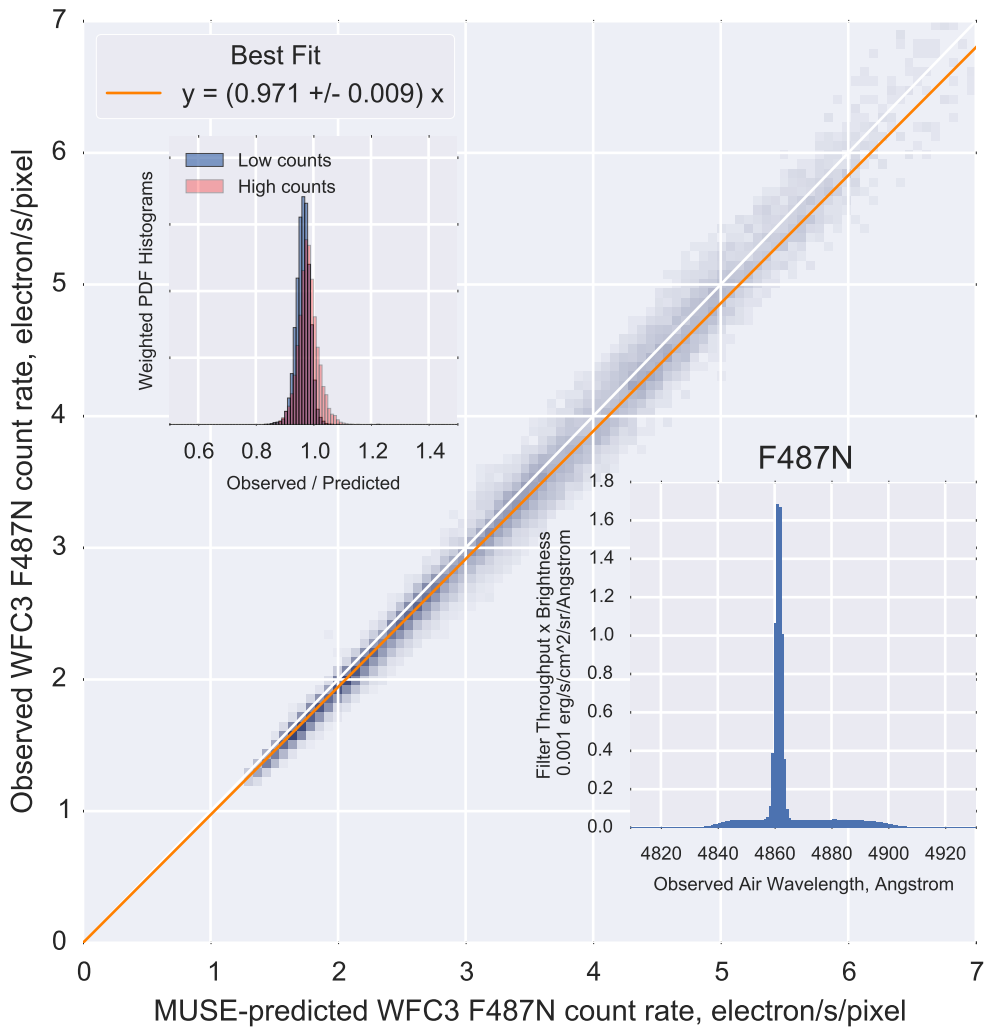 7
6
5
4
3
2
1
0
Observed WFC3 F487N count rate, electron/s/pixel
Best Fit
y = (0.971 +/- 0.009) x
Low counts
High counts
Weighted PDF Histograms
0.6 0.8 1.0 1.2 1.4
Observed / Predicted
F487N
1.8
1.6
1.4
1.2
1.0
0.8
0.6
0.4
0.2
0.0
Filter Throughput x Brightness
0.001 erg/s/cm^2/sr/Angstrom
4820 4840 4860 4880 4900 4920
Observed Air Wavelength, Angstrom
0 1 2 3 4 5 6 7
MUSE-predicted WFC3 F487N count rate, electron/s/pixel